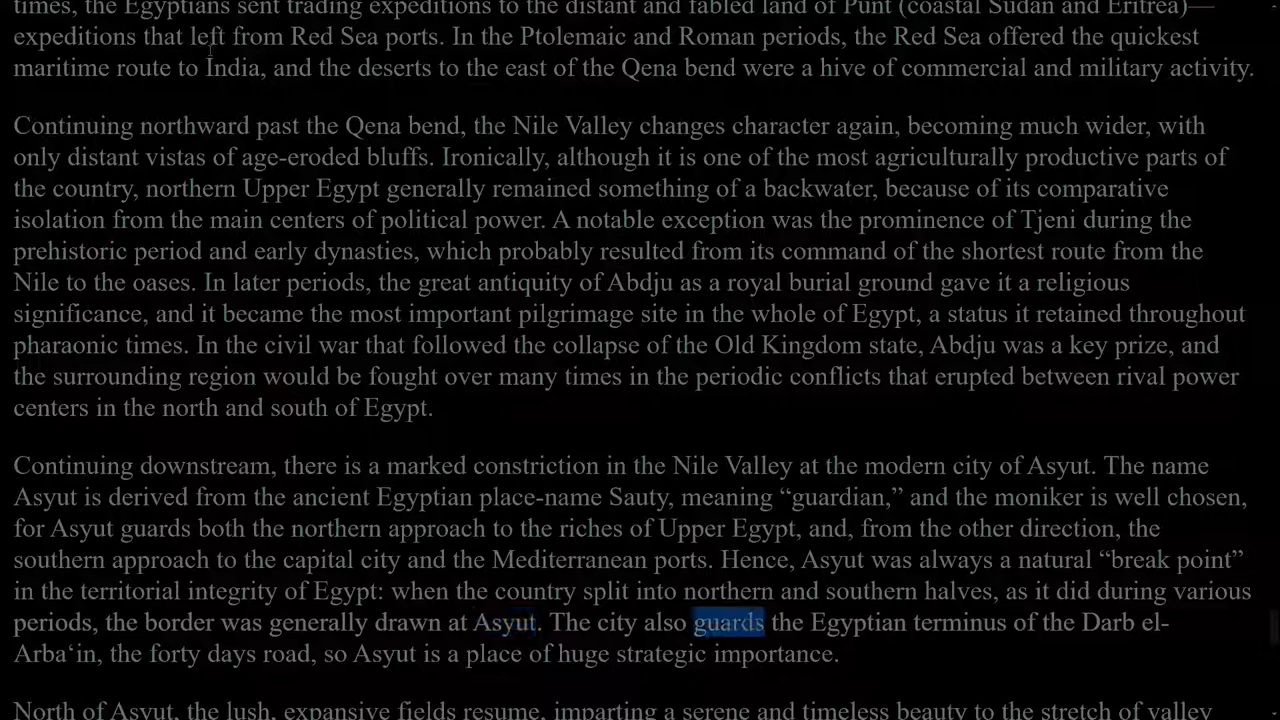 times, the Egyptians sent trading expeditions to the distant and fabled land of Punt (coastal Sudan and Eritrea)—
expeditions that left from Red Sea ports. In the Ptolemaic and Roman periods, the Red Sea offered the quickest
maritime route to India, and the deserts to the east of the Qena bend were a hive of commercial and military activity.
Continuing northward past the Qena bend, the Nile Valley changes character again, becoming much wider, with
only distant vistas of age-eroded bluffs. Ironically, although it is one of the most agriculturally productive parts of
the country, northern Upper Egypt generally remained something of a backwater, because of its comparative
isolation from the main centers of political power. A notable exception was the prominence of Tjeni during the
prehistoric period and early dynasties, which probably resulted from its command of the shortest route from the
Nile to the oases. In later periods, the great antiquity of Abdju as a royal burial ground gave it a religious
significance, and it became the most important pilgrimage site in the whole of Egypt, a status it retained throughout
pharaonic times. In the civil war that followed the collapse of the Old Kingdom state, Abdju was a key prize, and
the surrounding region would be fought over many times in the periodic conflicts that erupted between rival power
centers in the north and south of Egypt.
Continuing downstream, there is a marked constriction in the Nile Valley at the modern city of Asyut. The name
Asyut is derived from the ancient Egyptian place-name Sauty, meaning “guardian,” and the moniker is well chosen,
for Asyut guards both the northern approach to the riches of Upper Egypt, and, from the other direction, the
southern approach to the capital city and the Mediterranean ports. Hence, Asyut was always a natural “break point”
in the territorial integrity of Egypt: when the country split into northern and southern halves, as it did during various
periods, the border was generally drawn at Asyut. The city also guards the Egyptian terminus of the Darb el-
Arba‘in, the forty days road, so Asyut is a place of huge strategic importance.
North of Asyut, the lush, expansive fields resume, imparting a serene and timeless beauty to the stretch of valley